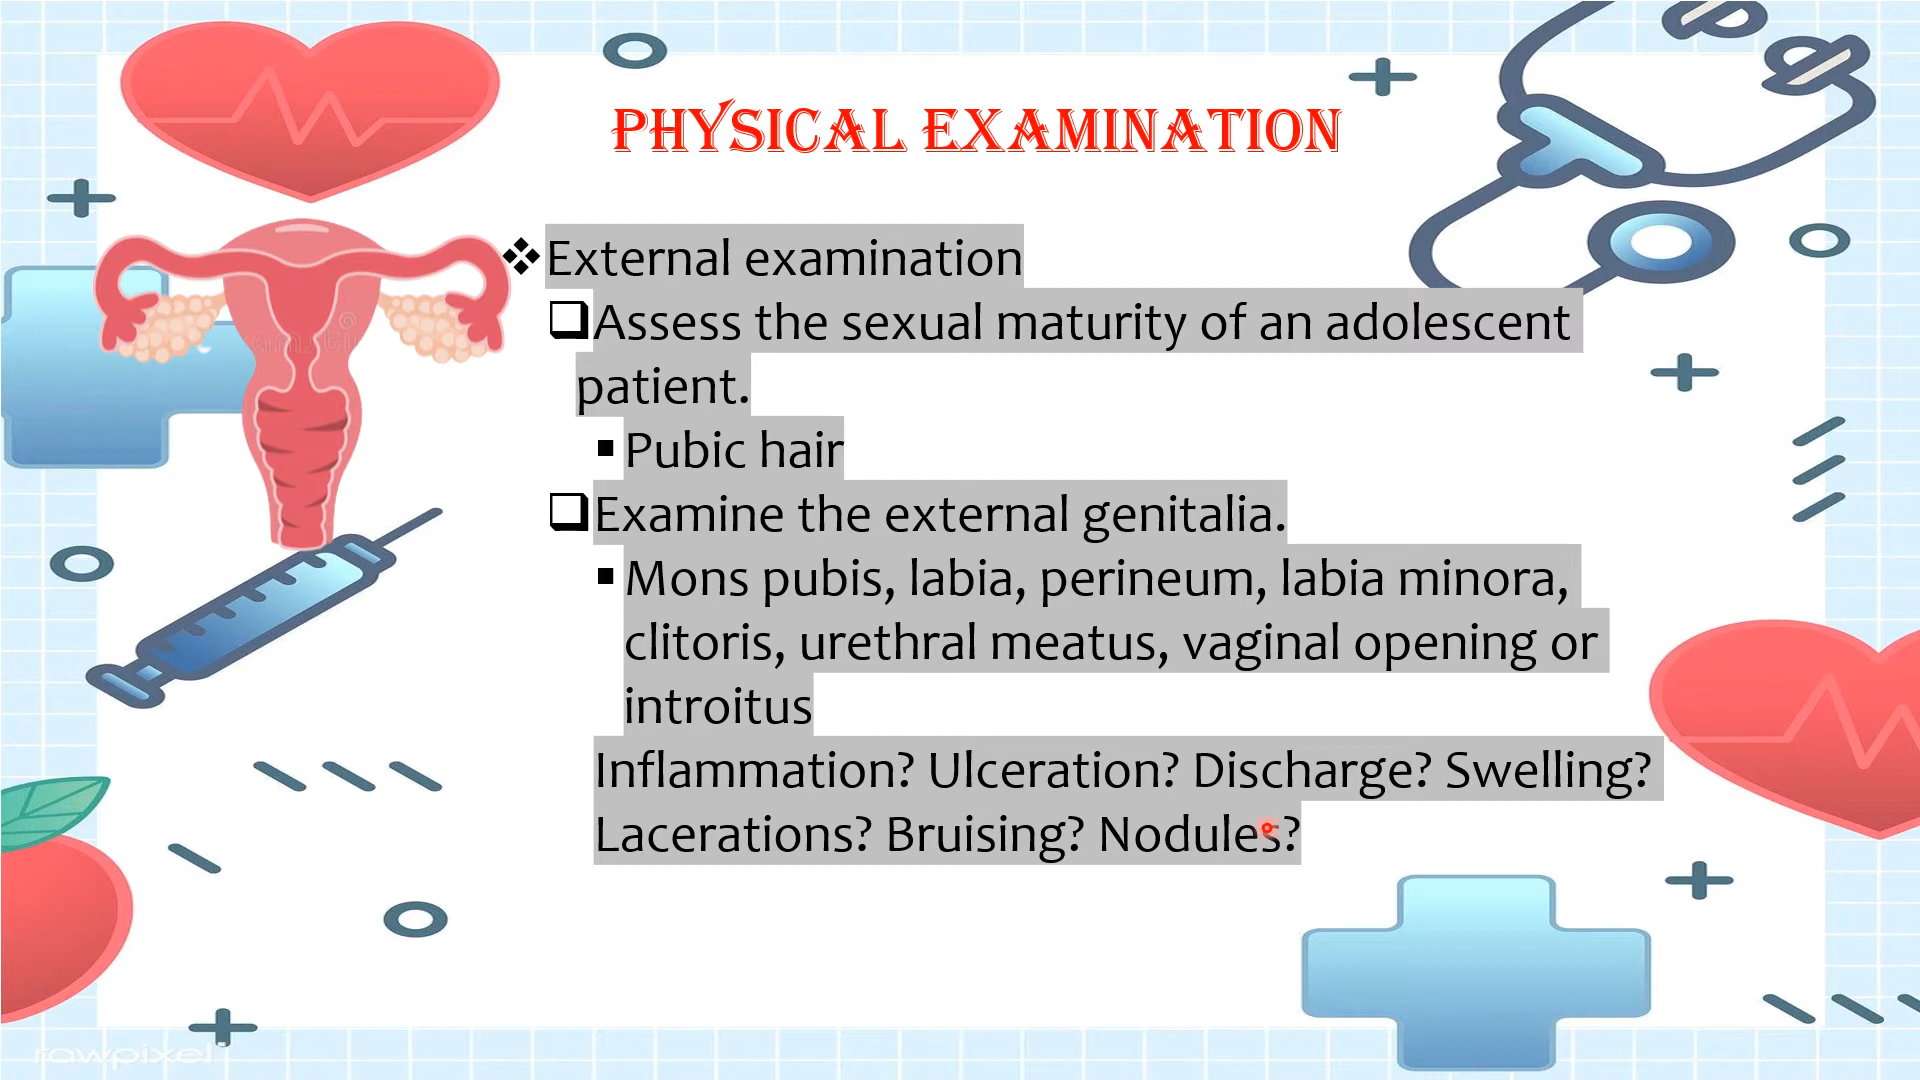 PHYSICAL EXAMINATION
External examination
Assess the sexual maturity of an adolescent
patient.
Pubic hair
Examine the external genitalia.
Mons pubis, labia, perineum, labia minora,
clitoris, urethral meatus, vaginal opening or
introitus
Inflammation? Ulceration? Discharge? Swelling?
Lacerations? Bruising? Nodules?
rawpixel